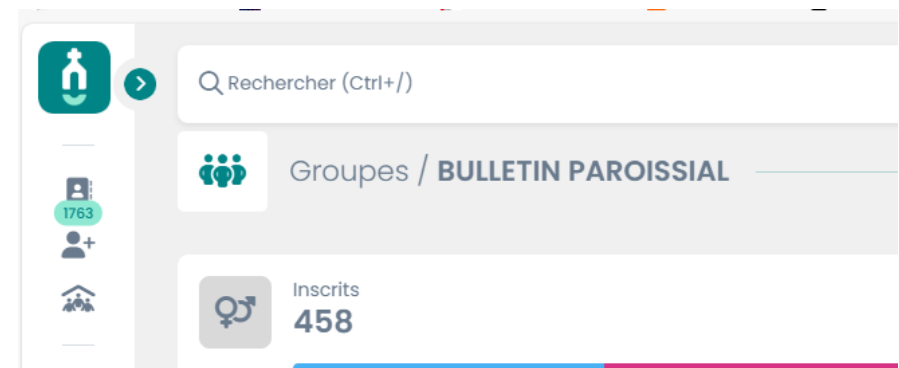 Rechercher (Ctrl+/)
Groupes / BULLETIN PAROISSIAL
1763
Inscrits
458